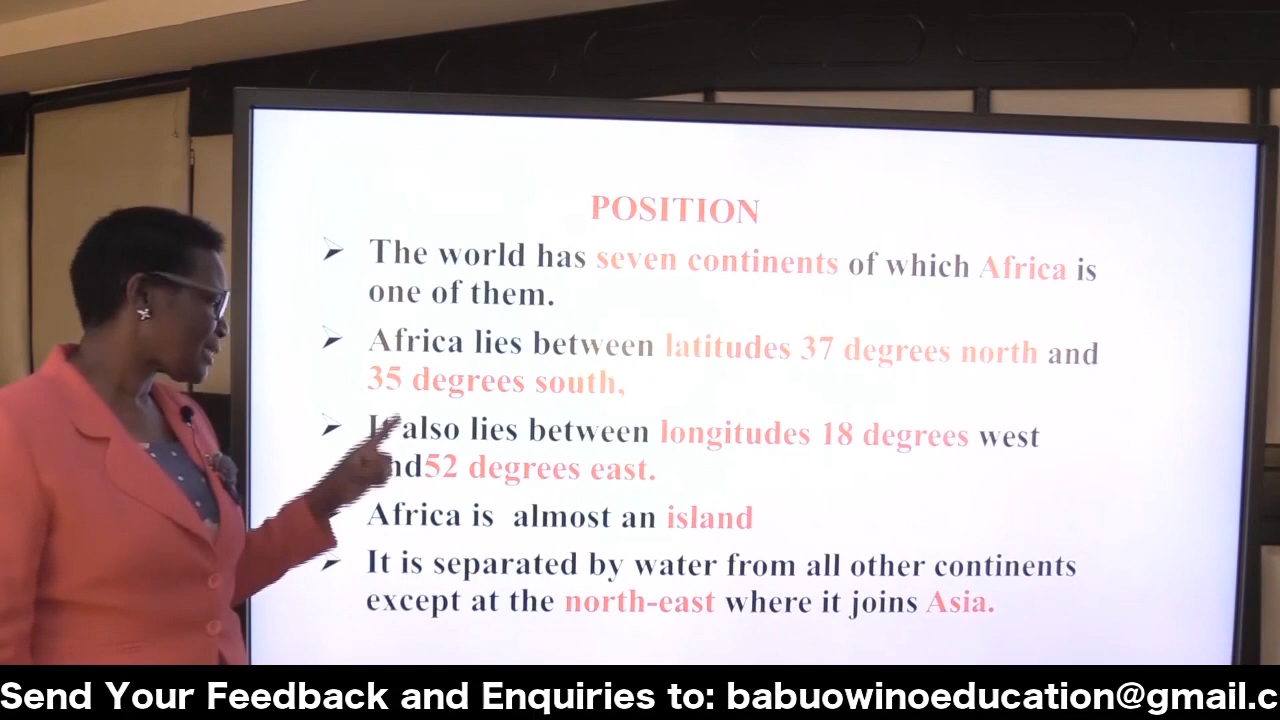 POSITION
The world has seven continents of which Africa is
one of them.
Africa lies between latitudes 37 degrees north and
35 degrees south,
also lies between longitudes 18 degrees west
52 degrees east.
Africa is almost an island
It is separated by water from all other continents
except at the north-east where it joins Asia.
Send Your Feedback and Enquiries to: babuowinoeducation@gmail.c